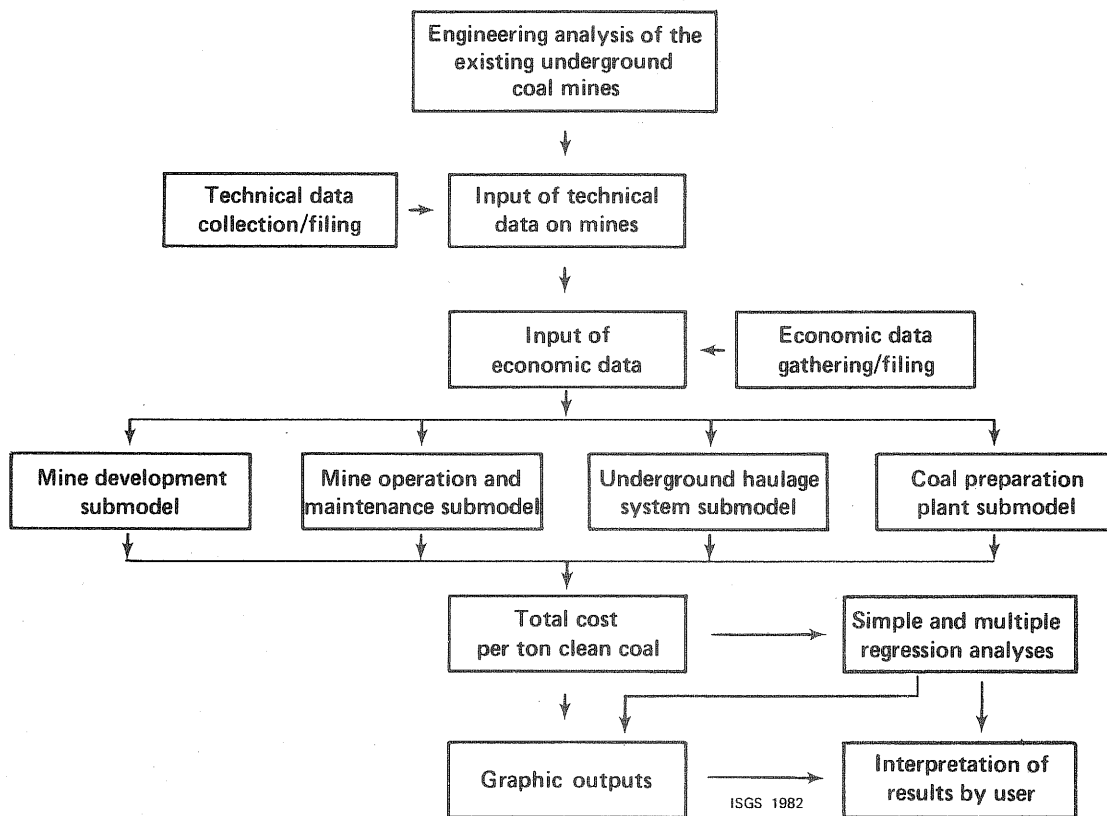 Engineering analysis of the
existing underground
coal mines
Technical data
collection/filing
Input of technical
data on mines
Input of
economic data
Economic data
gathering/filing
Mine development
submodel
Mine operation and
maintenance submodel
Underground haulage
system submodel
Coal preparation
plant submodel
Total cost
per ton clean coal
Simple and multiple
regression analyses
Graphic outputs
Interpretation of
results by user
ISGS 1982